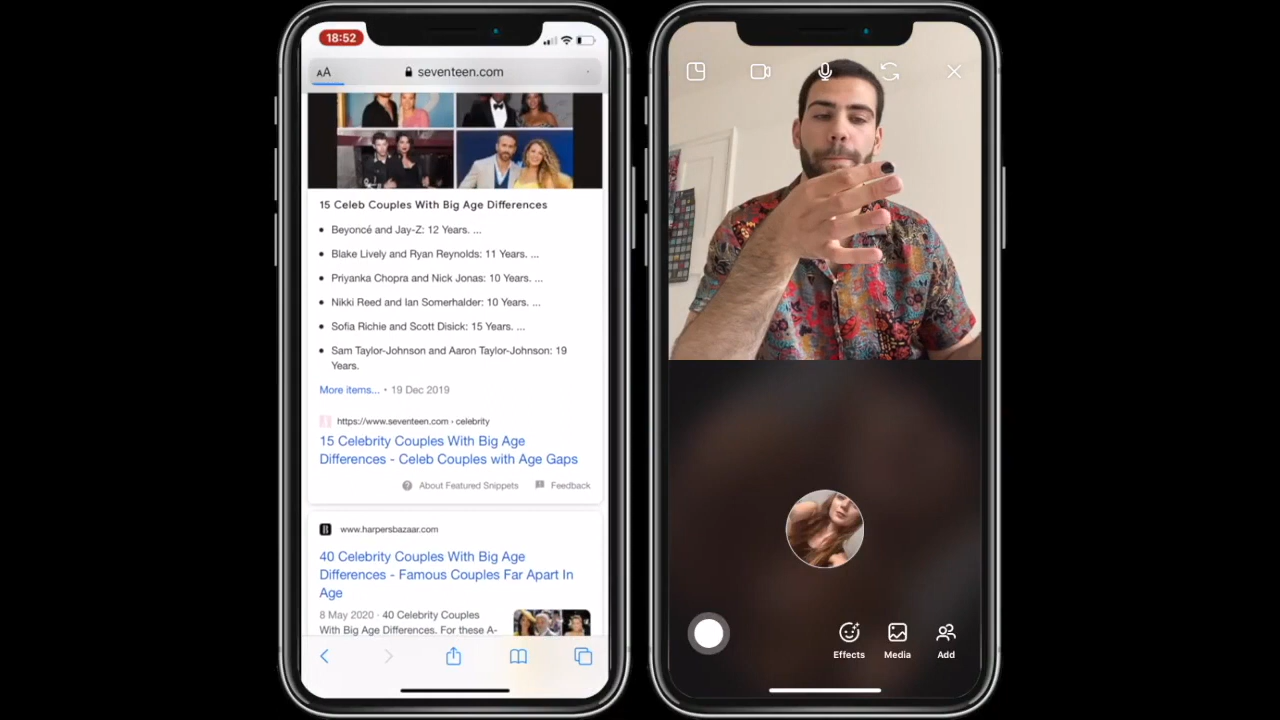 18:52
AA
seventeen.com
15 Celeb Couples With Big Age Differences
• Beyoncé and Jay-Z: 12 Years. ...
• Blake Lively and Ryan Reynolds: 11 Years. ...
• Priyanka Chopra and Nick Jonas: 10 Years. ...
• Nikki Reed and Ian Somerhalder: 10 Years. ...
• Sofia Richie and Scott Disick: 15 Years. ...
• Sam Taylor-Johnson and Aaron Taylor-Johnson: 19
Years.
More items... • 19 Dec 2019
https://www.seventeen.com › celebrity
15 Celebrity Couples With Big Age
Differences - Celeb Couples with Age Gaps
About Featured Snippets Feedback
www.harpersbazaar.com
40 Celebrity Couples With Big Age
Differences - Famous Couples Far Apart In
Age
8 May 2020 · 40 Celebrity Couples
With Big Age Differences. For these A-
Effects Media Add